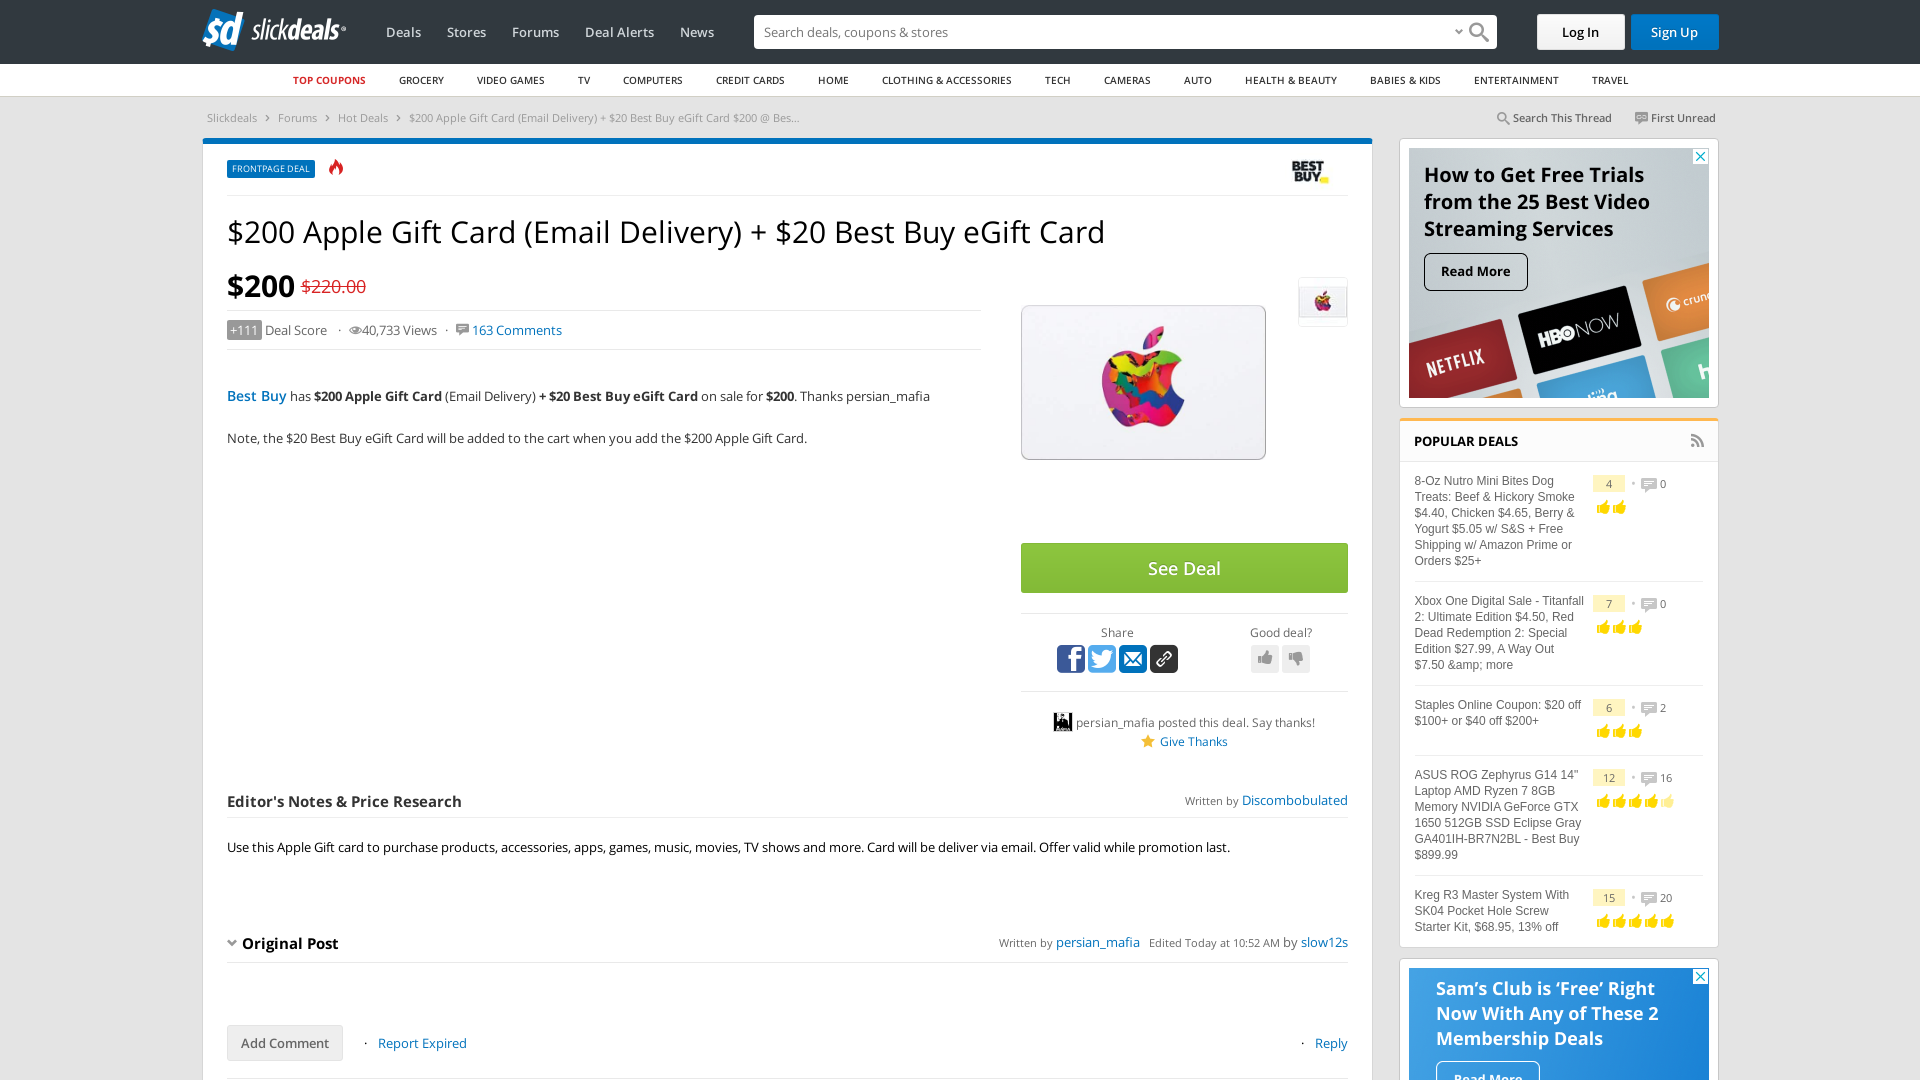 slickdeals
Deals Stores Forums Deal Alerts News
Search deals, coupons & stores
Log In Sign Up
TOP COUPONS GROCERY VIDEO GAMES TV COMPUTERS CREDIT CARDS HOME CLOTHING & ACCESSORIES TECH CAMERAS AUTO HEALTH & BEAUTY BABIES & KIDS ENTERTAINMENT TRAVEL
Slickdeals › Forums › Hot Deals › $200 Apple Gift Card (Email Delivery) + $20 Best Buy eGift Card $200 @ Bes...
Search This Thread First Unread
FRONTPAGE DEAL
BEST
BUY
$200 Apple Gift Card (Email Delivery) + $20 Best Buy eGift Card
$200 $220.00
+111 Deal Score · 40,733 Views · 163 Comments
Best Buy has $200 Apple Gift Card (Email Delivery) + $20 Best Buy eGift Card on sale for $200. Thanks persian_mafia
Note, the $20 Best Buy eGift Card will be added to the cart when you add the $200 Apple Gift Card.
See Deal
Share Good deal?
persian_mafia posted this deal. Say thanks!
Give Thanks
Editor's Notes & Price Research
Written by Discombobulated
Use this Apple Gift card to purchase products, accessories, apps, games, music, movies, TV shows and more. Card will be deliver via email. Offer valid while promotion last.
Original Post
Written by persian_mafia Edited Today at 10:52 AM by slow12s
Add Comment · Report Expired
· Reply
How to Get Free Trials
from the 25 Best Video
Streaming Services
Read More
crunc
HBO NOW
NETFLIX
h
ling
POPULAR DEALS
8-Oz Nutro Mini Bites Dog
Treats: Beef & Hickory Smoke
$4.40, Chicken $4.65, Berry &
Yogurt $5.05 w/ S&S + Free
Shipping w/ Amazon Prime or
Orders $25+
4 • 0
Xbox One Digital Sale - Titanfall
2: Ultimate Edition $4.50, Red
Dead Redemption 2: Special
Edition $27.99, A Way Out
$7.50 &amp; more
7 • 0
Staples Online Coupon: $20 off
$100+ or $40 off $200+
6 • 2
ASUS ROG Zephyrus G14 14"
Laptop AMD Ryzen 7 8GB
Memory NVIDIA GeForce GTX
1650 512GB SSD Eclipse Gray
GA401IH-BR7N2BL - Best Buy
$899.99
12 • 16
Kreg R3 Master System With
SK04 Pocket Hole Screw
Starter Kit, $68.95, 13% off
15 • 20
Sam's Club is 'Free' Right
Now With Any of These 2
Membership Deals
Read More